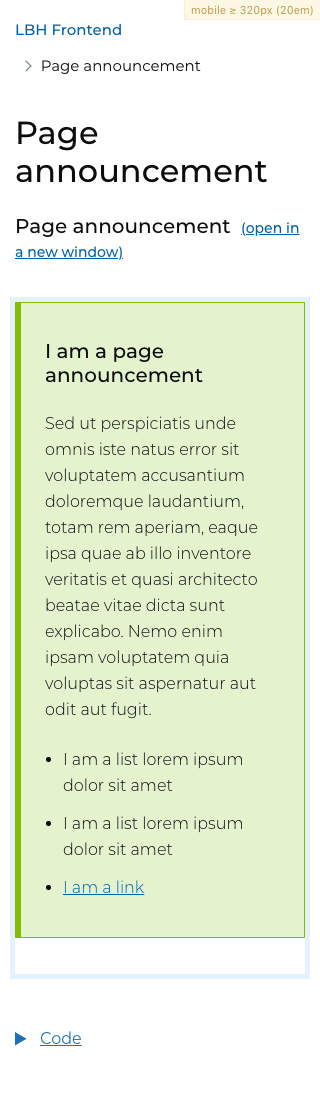 mobile ≥ 320px (20em)
LBH Frontend
Page announcement
Page
announcement
Page announcement (open in
a new window)
I am a page
announcement
Sed ut perspiciatis unde
omnis iste natus error sit
voluptatem accusantium
doloremque laudantium,
totam rem aperiam, eaque
ipsa quae ab illo inventore
veritatis et quasi architecto
beatae vitae dicta sunt
explicabo. Nemo enim
ipsam voluptatem quia
voluptas sit aspernatur aut
odit aut fugit.
I am a list lorem ipsum
dolor sit amet
I am a list lorem ipsum
dolor sit amet
I am a link
Code